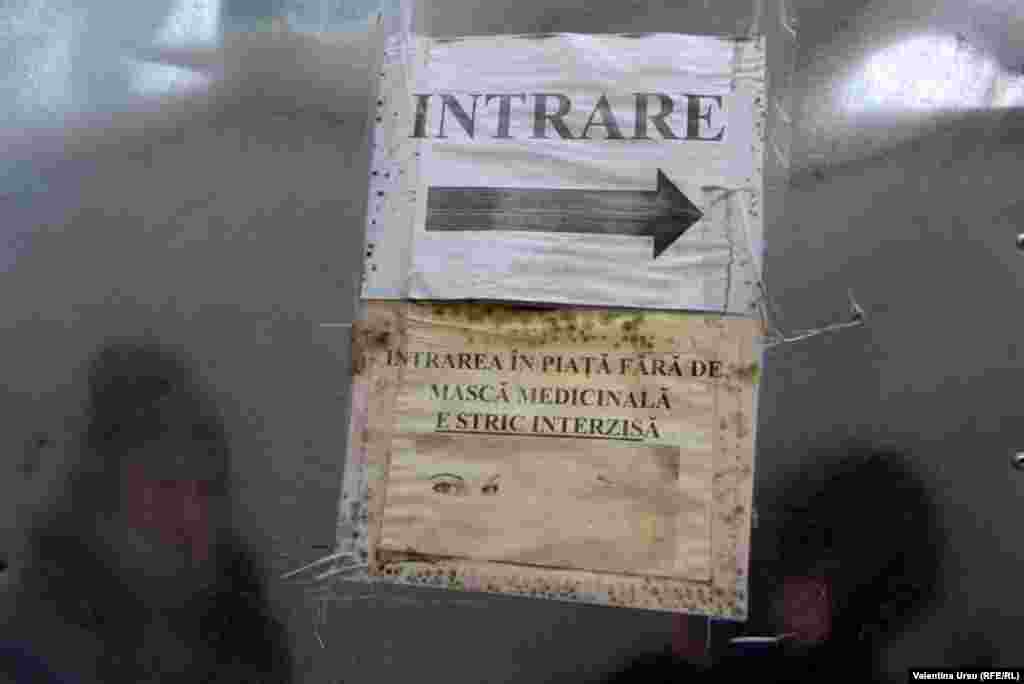 INTRARE
INTRAREA ÎN PIAȚĂ FĂRĂ DE
MASCĂ MEDICINALĂ
E STRIC INTERZISĂ
Valentina Ursu (RFE/RL)